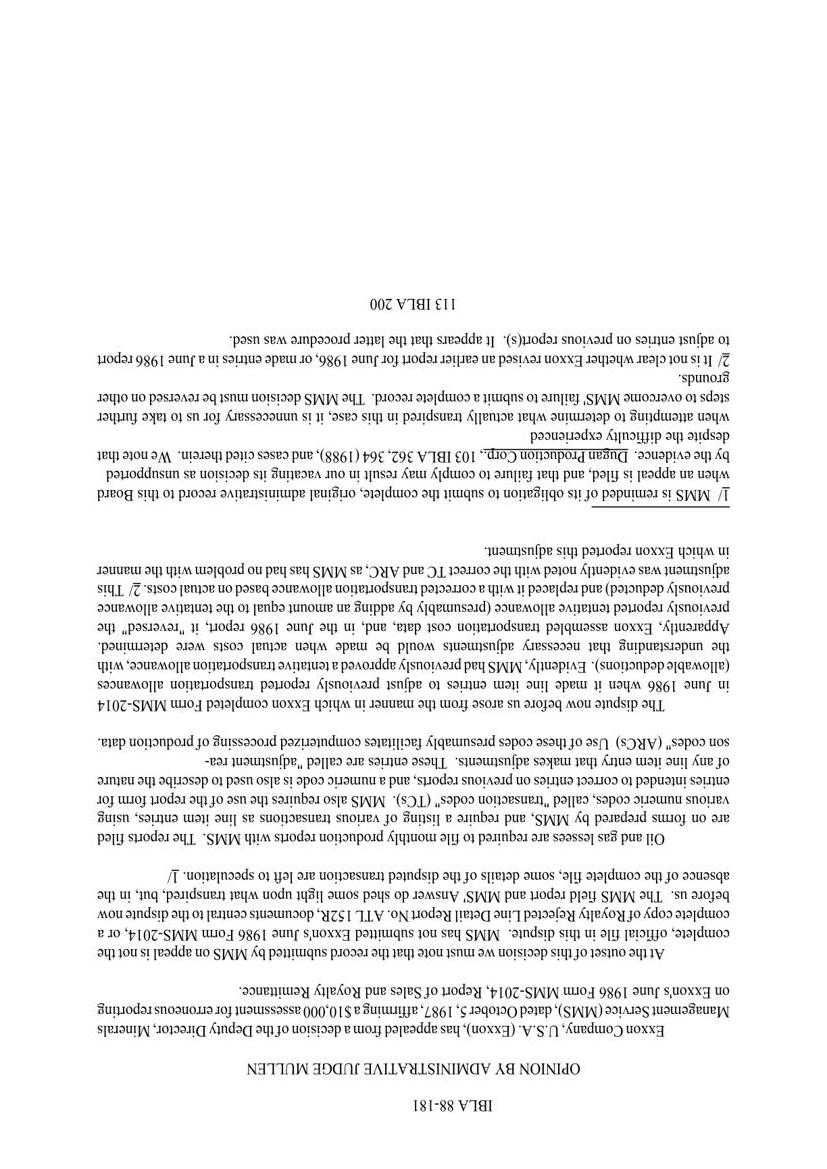 IBLA 88-181
OPINION BY ADMINISTRATIVE JUDGE MULLEN
Exxon Company, U.S.A. (Exxon), has appealed from a decision of the Deputy Director, Minerals
Management Service (MMS), dated October 5, 1987, affirming a $10,000 assessment for erroneous reporting
on Exxon's June 1986 Form MMS-2014, Report of Sales and Royalty Remittance.
At the outset of this decision we must note that the record submitted by MMS on appeal is not the
complete, official file in this dispute. MMS has not submitted Exxon's June 1986 Form MMS-2014, or a
complete copy of Royalty Rejected Line Detail Report No. ATL 152R, documents central to the dispute now
before us. The MMS field report and MMS' Answer do shed some light upon what transpired, but, in the
absence of the complete file, some details of the disputed transaction are left to speculation. 1/
Oil and gas lessees are required to file monthly production reports with MMS. The reports filed
are on forms prepared by MMS, and require a listing of various transactions as line item entries, using
various numeric codes, called "transaction codes" (TCs). MMS also requires the use of the report form for
entries intended to correct entries on previous reports, and a numeric code is also used to describe the nature
of any line item entry that makes adjustments. These entries are called "adjustment rea-
son codes" (ARCs) Use of these codes presumably facilitates computerized processing of production data.
The dispute now before us arose from the manner in which Exxon completed Form MMS-2014
in June 1986 when it made line item entries to adjust previously reported transportation allowances
(allowable deductions). Evidently, MMS had previously approved a tentative transportation allowance, with
the understanding that necessary adjustments would be made when actual costs were determined.
Apparently, Exxon assembled transportation cost data, and, in the June 1986 report, it "reversed" the
previously reported tentative allowance (presumably by adding an amount equal to the tentative allowance
previously deducted) and replaced it with a corrected transportation allowance based on actual costs. 2/ This
adjustment was evidently noted with the correct TC and ARC, as MMS has had no problem with the manner
in which Exxon reported this adjustment.
1/ MMS is reminded of its obligation to submit the complete, original administrative record to this Board
when an appeal is filed, and that failure to comply may result in our vacating its decision as unsupported
by the evidence. Dugan Production Corp., 103 IBLA 362, 364 (1988), and cases cited therein. We note that
despite the difficulty experienced
when attempting to determine what actually transpired in this case, it is unnecessary for us to take further
steps to overcome MMS' failure to submit a complete record. The MMS decision must be reversed on other
grounds.
2/ It is not clear whether Exxon revised an earlier report for June 1986, or made entries in a June 1986 report
to adjust entries on previous report(s). It appears that the latter procedure was used.
113 IBLA 200